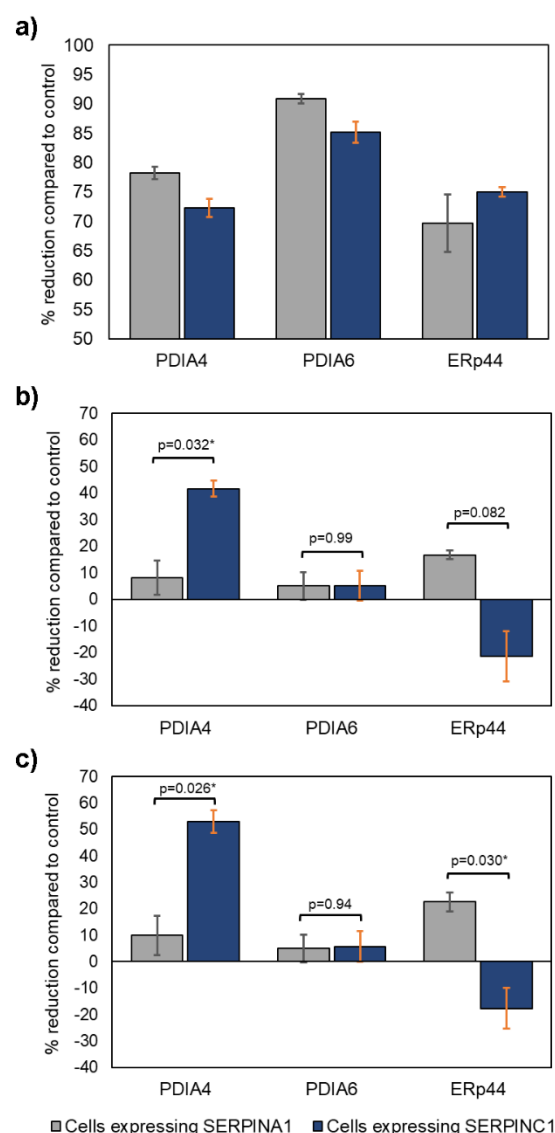 a)
% reduction compared to control
100
95
90
85
80
75
70
65
60
55
50
PDIA4 PDIA6 ERp44
b)
% reduction compared to control
70
60
50
40
30
20
10
0
-10
-20
-30
-40
p=0.032*
p=0.99
p=0.082
PDIA4 PDIA6 ERp44
c)
% reduction compared to control
70
60
50
40
30
20
10
0
-10
-20
-30
-40
p=0.026*
p=0.94
p=0.030*
PDIA4 PDIA6 ERp44
Cells expressing SERPINA1 Cells expressing SERPINC1